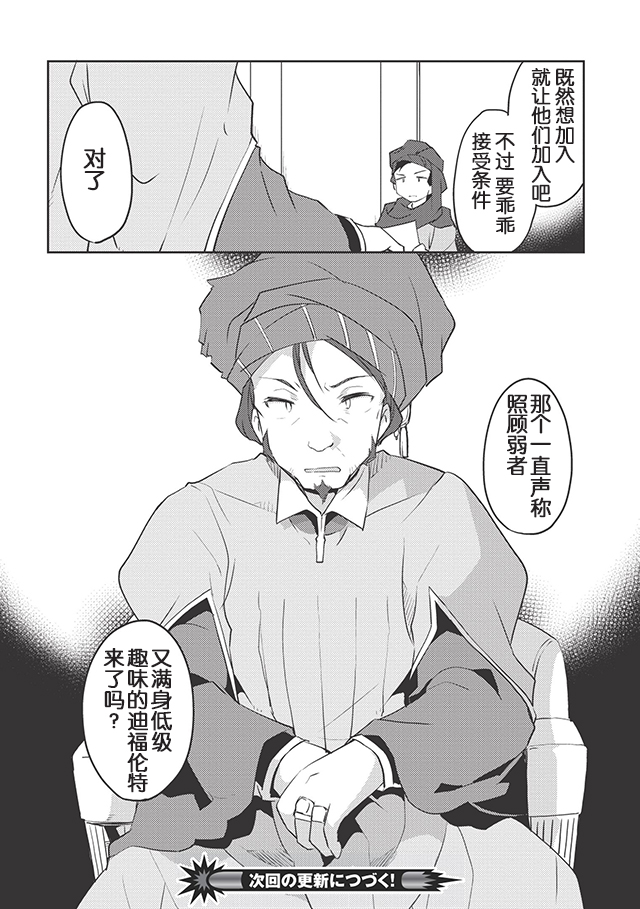 既然想加入
就让他们加入吧
不过 要乖乖
接受条件
对了
那个一直声称
照顾弱者
又满身低级
趣味的迪福伦特
来了吗？
次回の更新につづく!